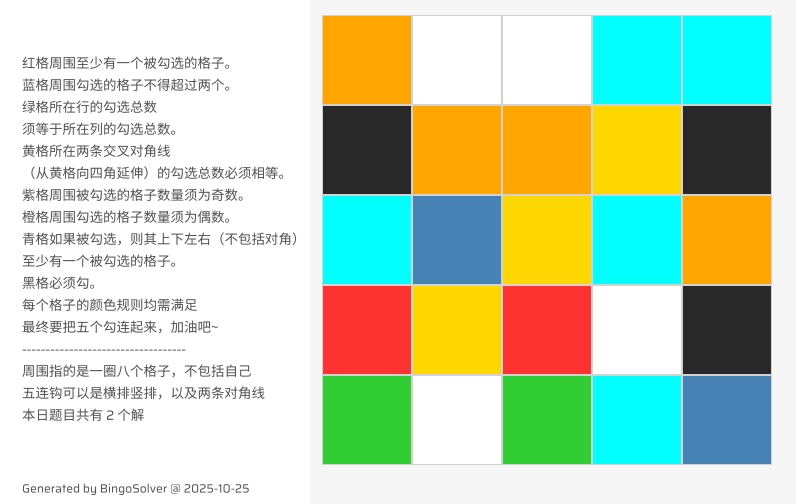 红格周围至少有一个被勾选的格子。
蓝格周围勾选的格子不得超过两个。
绿格所在行的勾选总数
须等于所在列的勾选总数。
黄格所在两条交叉对角线
（从黄格向四角延伸）的勾选总数必须相等。
紫格周围被勾选的格子数量须为奇数。
橙格周围勾选的格子数量须为偶数。
青格如果被勾选，则其上下左右（不包括对角）
至少有一个被勾选的格子。
黑格必须勾。
每个格子的颜色规则均需满足
最终要把五个勾连起来，加油吧~
----------------------------------
周围指的是一圈八个格子，不包括自己
五连钩可以是横排竖排，以及两条对角线
本日题目共有 2 个解
Generated by BingoSolver @ 2025-10-25